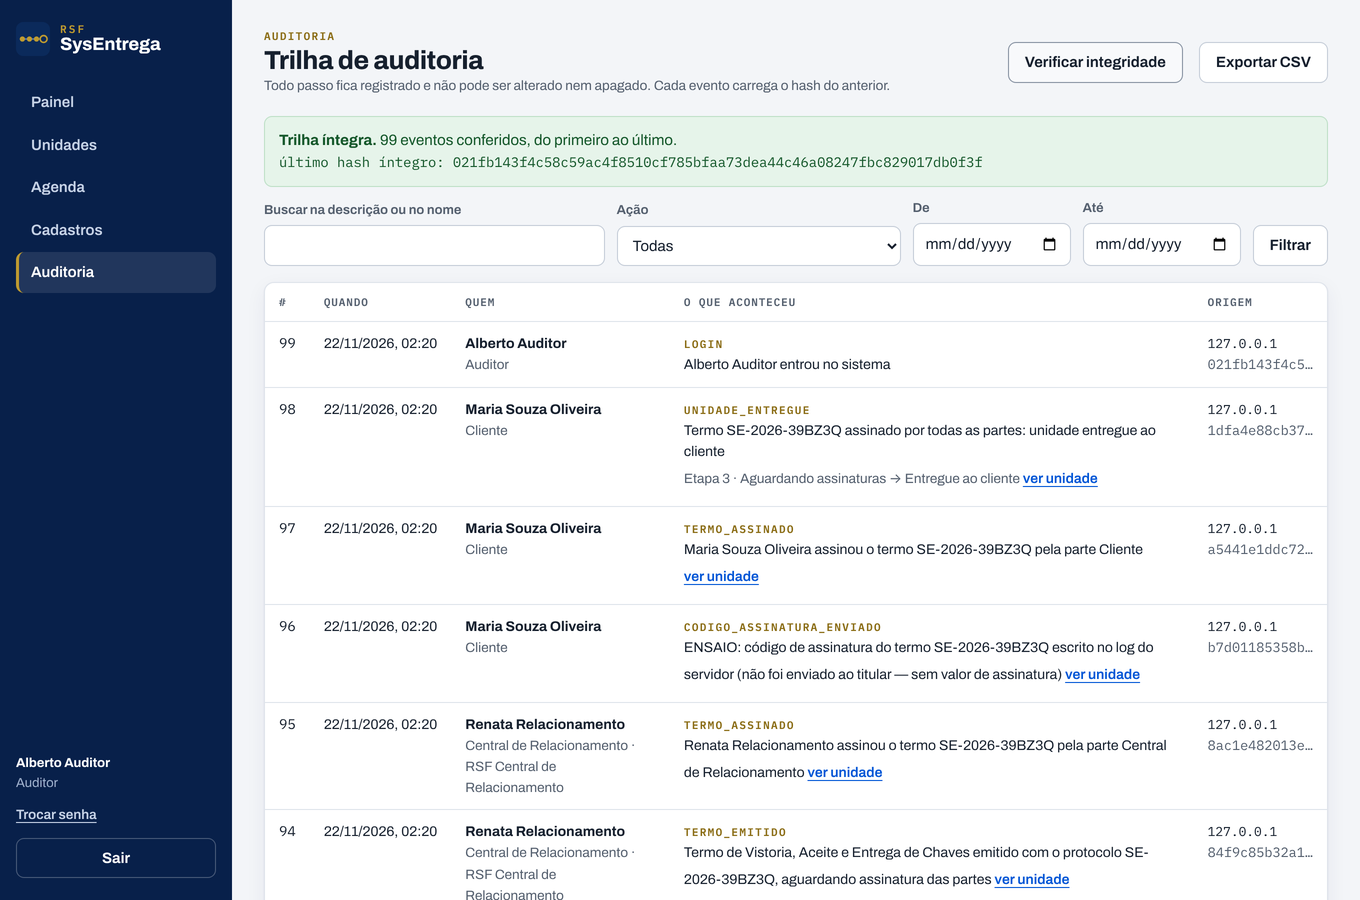 RSF
SysEntrega
Painel
Unidades
Agenda
Cadastros
Auditoria
Alberto Auditor
Auditor
Trocar senha
Sair
AUDITORIA
Trilha de auditoria
Todo passo fica registrado e não pode ser alterado nem apagado. Cada evento carrega o hash do anterior.
Verificar integridade
Exportar CSV
Trilha íntegra. 99 eventos conferidos, do primeiro ao último.
último hash íntegro: 021fb143f4c58c59ac4f8510cf785bfaa73dea44c46a08247fbc829017db0f3f
Buscar na descrição ou no nome
Ação
De
Até
Todas
mm/dd/yyyy
mm/dd/yyyy
Filtrar
# QUANDO QUEM O QUE ACONTECEU ORIGEM
99 22/11/2026, 02:20 Alberto Auditor LOGIN 127.0.0.1
Auditor Alberto Auditor entrou no sistema 021fb143f4c5…
98 22/11/2026, 02:20 Maria Souza Oliveira UNIDADE_ENTREGUE 127.0.0.1
Cliente Termo SE-2026-39BZ3Q assinado por todas as partes: unidade entregue ao 1dfa4e88cb37…
cliente
Etapa 3 · Aguardando assinaturas → Entregue ao cliente ver unidade
97 22/11/2026, 02:20 Maria Souza Oliveira TERMO_ASSINADO 127.0.0.1
Cliente Maria Souza Oliveira assinou o termo SE-2026-39BZ3Q pela parte Cliente a5441e1ddc72…
ver unidade
96 22/11/2026, 02:20 Maria Souza Oliveira CODIGO_ASSINATURA_ENVIADO 127.0.0.1
Cliente ENSAIO: código de assinatura do termo SE-2026-39BZ3Q escrito no log do b7d01185358b…
servidor (não foi enviado ao titular — sem valor de assinatura) ver unidade
95 22/11/2026, 02:20 Renata Relacionamento TERMO_ASSINADO 127.0.0.1
Central de Relacionamento · Renata Relacionamento assinou o termo SE-2026-39BZ3Q pela parte Central 8ac1e482013e…
RSF Central de de Relacionamento ver unidade
Relacionamento
94 22/11/2026, 02:20 Renata Relacionamento TERMO_EMITIDO 127.0.0.1
Central de Relacionamento · Termo de Vistoria, Aceite e Entrega de Chaves emitido com o protocolo SE- 84f9c85b32a1…
RSF Central de 2026-39BZ3Q, aguardando assinatura das partes ver unidade
Relacionamento